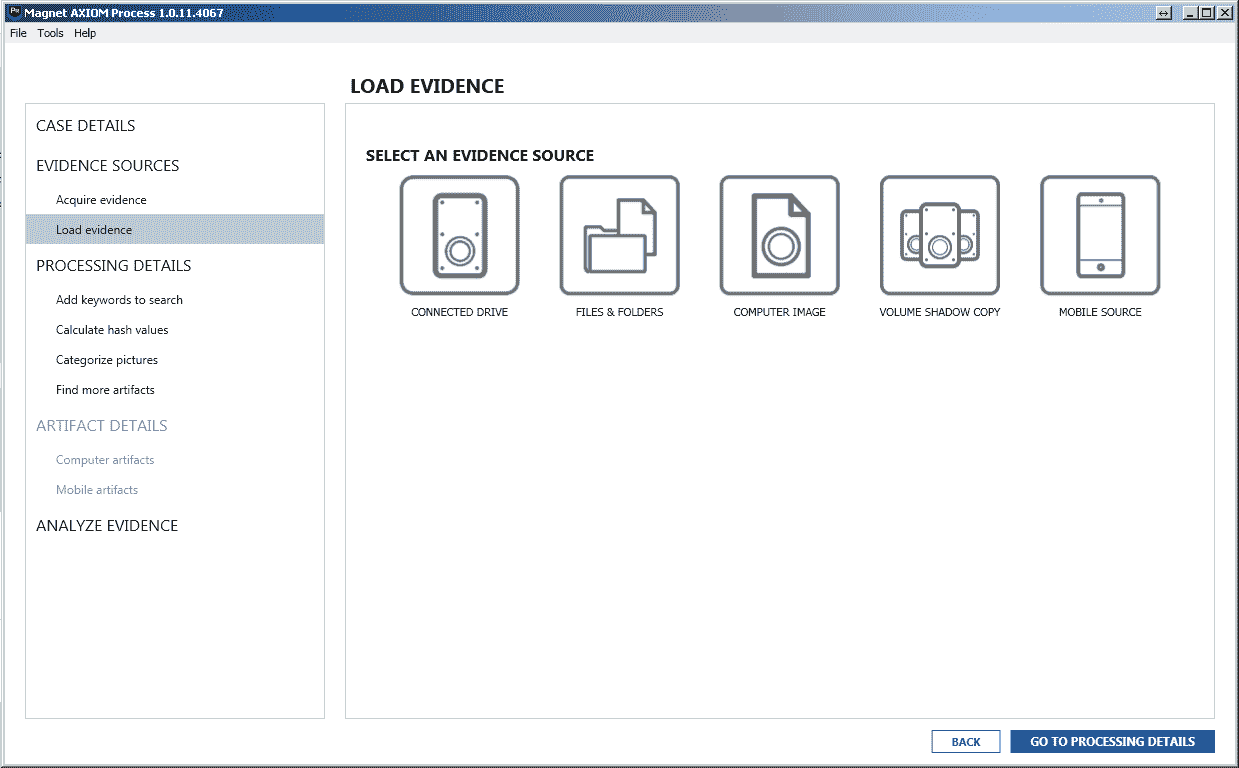 Magnet AXIOM Process 1.0.11.4067
File Tools Help
LOAD EVIDENCE
CASE DETAILS
EVIDENCE SOURCES
Acquire evidence
Load evidence
PROCESSING DETAILS
Add keywords to search
Calculate hash values
Categorize pictures
Find more artifacts
ARTIFACT DETAILS
Computer artifacts
Mobile artifacts
ANALYZE EVIDENCE
SELECT AN EVIDENCE SOURCE
CONNECTED DRIVE FILES & FOLDERS COMPUTER IMAGE VOLUME SHADOW COPY MOBILE SOURCE
BACK GO TO PROCESSING DETAILS